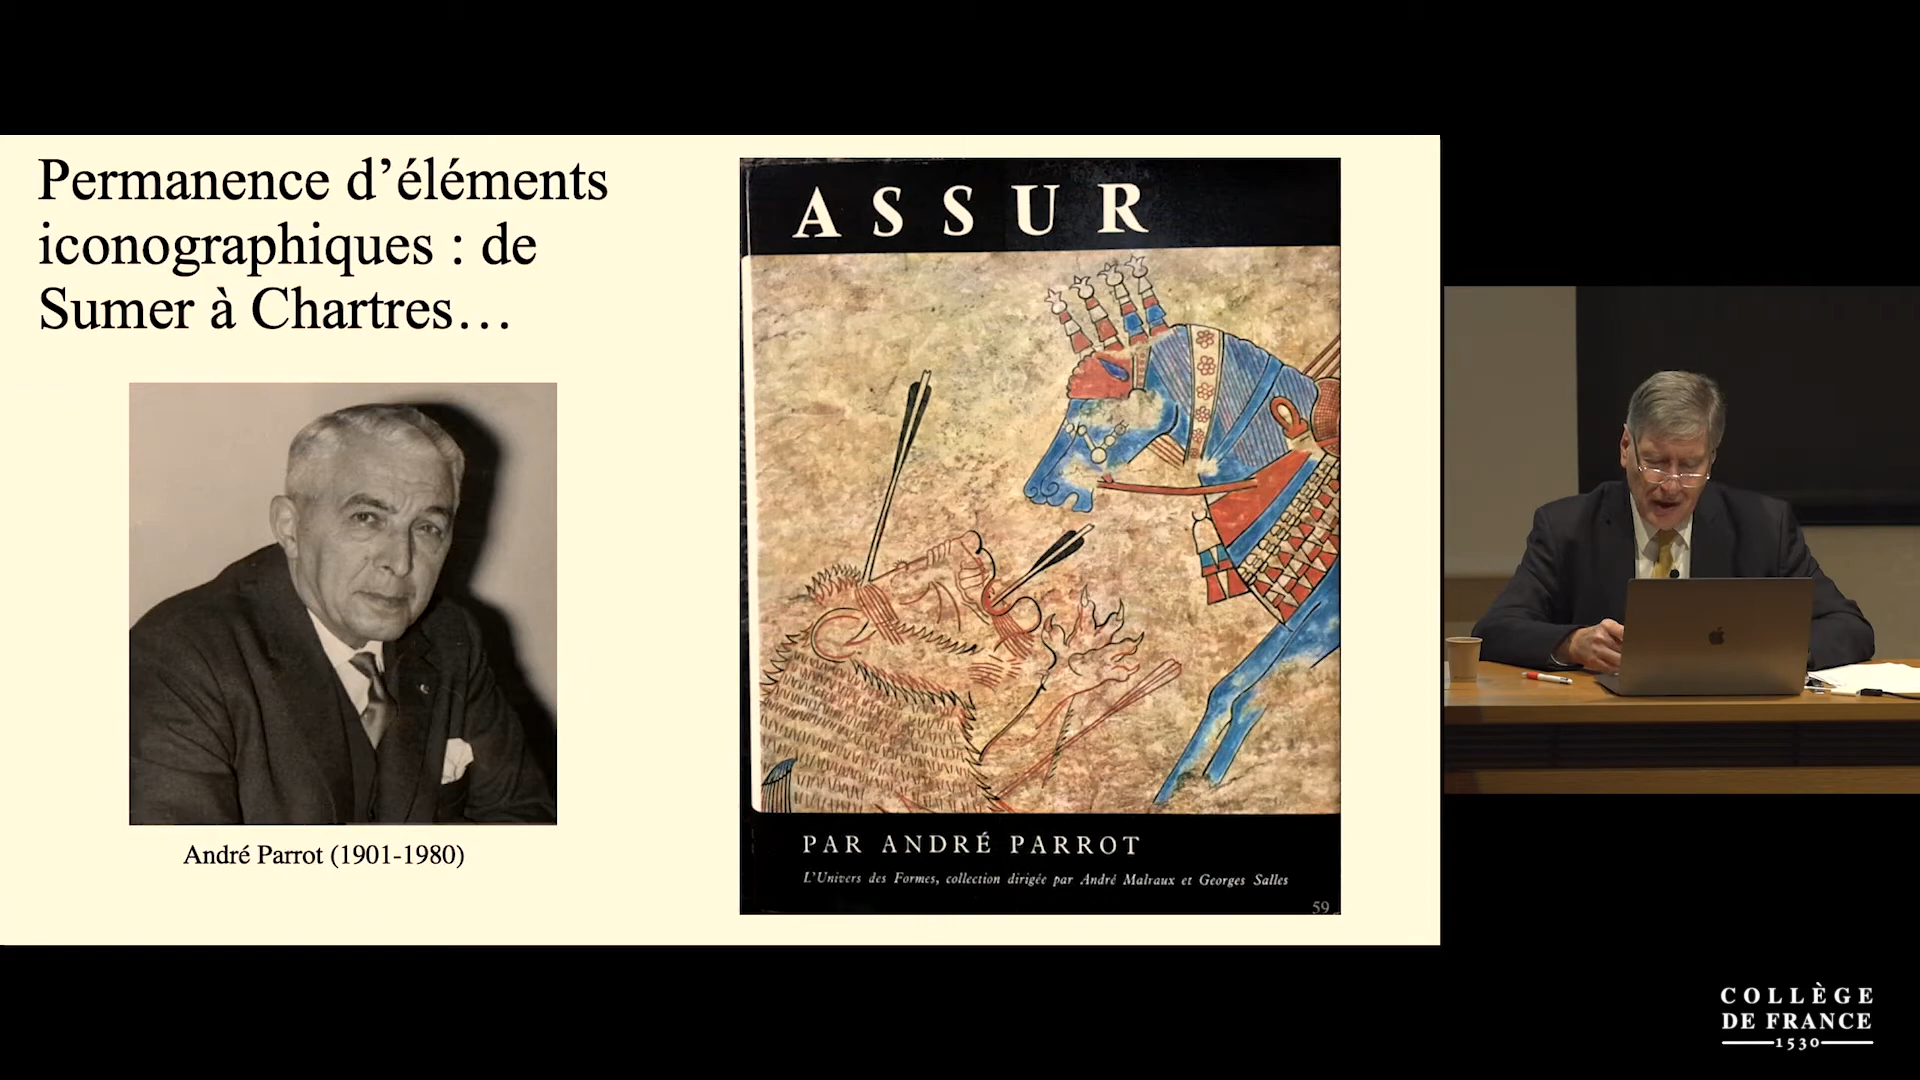 Permanence d’éléments
iconographiques : de
Sumer à Chartres…
André Parrot (1901-1980)
ASSUR
PAR ANDRÉ PARROT
L'Univers des Formes, collection dirigée par André Malraux et Georges Salles
59
COLLÈGE
DE FRANCE
1530